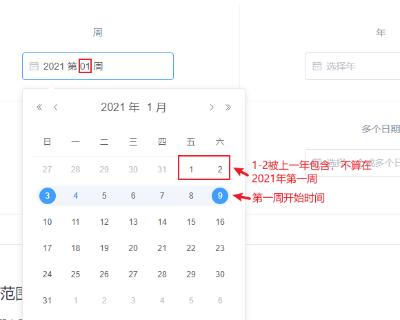 周
年
2021 第 01 周
选择年
« ‹ 2021 年 1 月 › »
多个日期
日 一 二 三 四 五 六
27 28 29 30 31 1 2
1-2被上一年包含，不算在
2021年第一周
3 4 5 6 7 8 9
第一周开始时间
10 11 12 13 14 15 16
17 18 19 20 21 22 23
24 25 26 27 28 29 30
范围
31 1 2 3 4 5 6